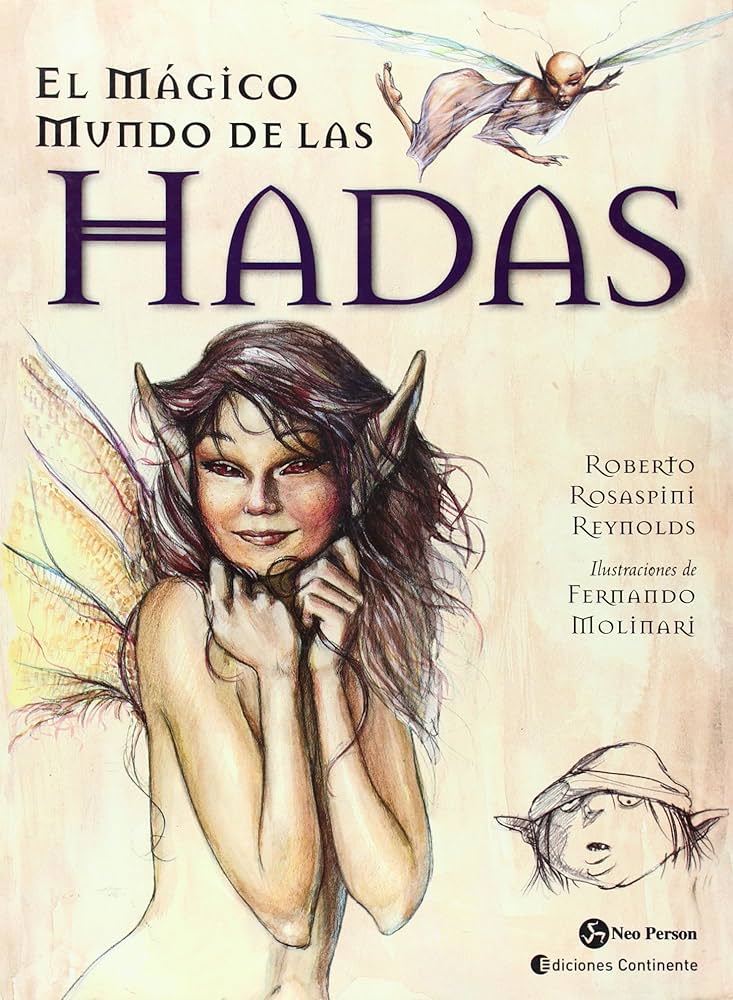 El Mágico
Mundo de las
Hadas
Roberto
Rosaspini
Reynolds
Ilustraciones de
Fernando
Molinari
Neo Person
Ediciones Continente